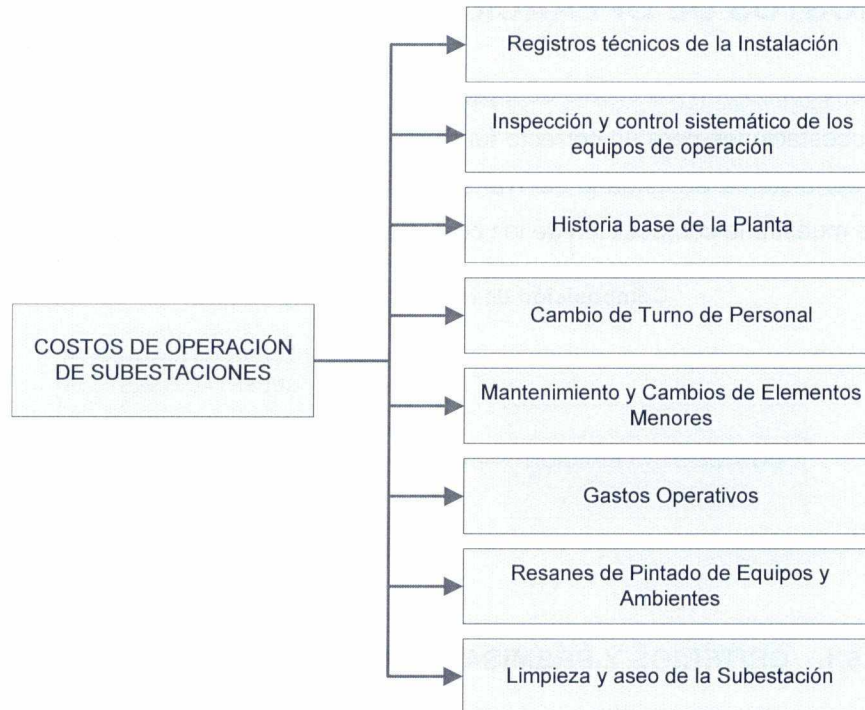 Registros técnicos de la Instalación
Inspección y control sistemático de los
equipos de operación
Historia base de la Planta
COSTOS DE OPERACIÓN
DE SUBESTACIONES
Cambio de Turno de Personal
Mantenimiento y Cambios de Elementos
Menores
Gastos Operativos
Resanes de Pintado de Equipos y
Ambientes
Limpieza y aseo de la Subestación